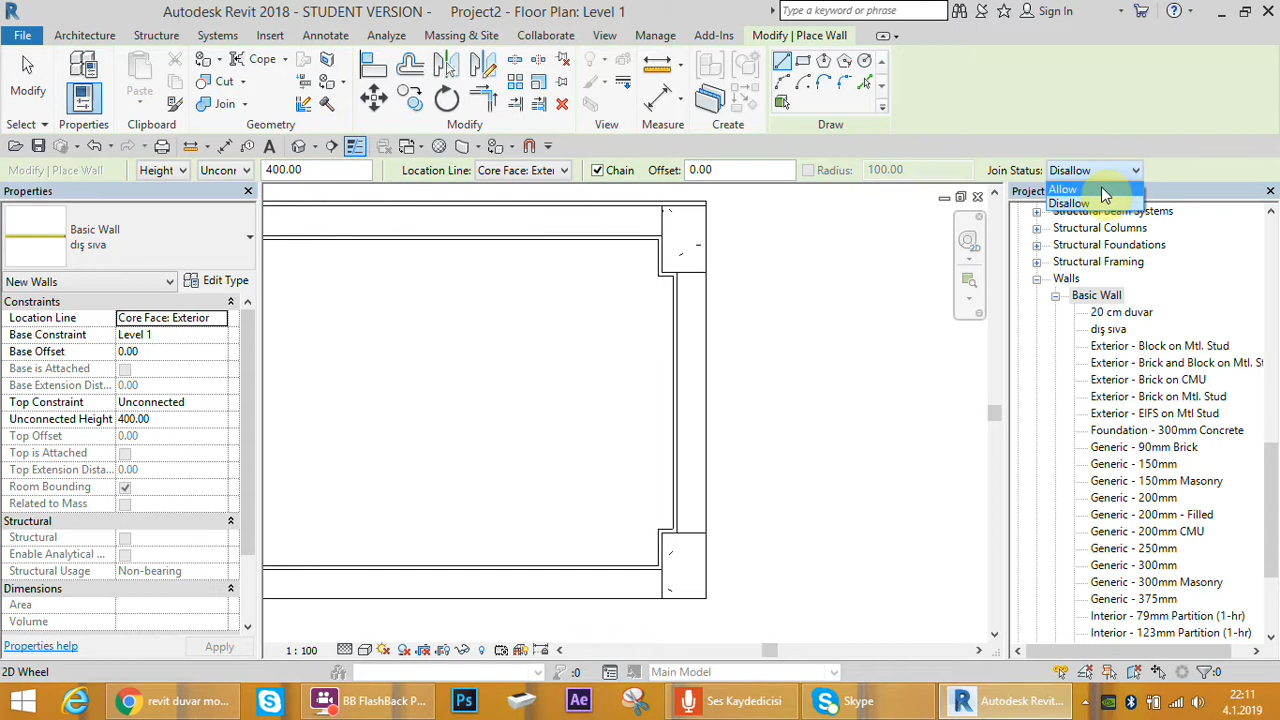 Autodesk Revit 2018 - STUDENT VERSION - Project2 - Floor Plan: Level 1
Type a keyword or phrase
Sign In
File Architecture Structure Systems Insert Annotate Analyze Massing & Site Collaborate View Manage Add-Ins Modify | Place Wall
Modify
Paste
Cope
Cut
Join
Select Properties Clipboard Geometry Modify View Measure Create Draw
Modify | Place Wall Height Unconn 400.00 Location Line: Core Face: Exter Chain Offset: 0.00 Radius: 100.00 Join Status: Disallow
Allow
Disallow
Properties
Basic Wall
dış sıva
New Walls Edit Type
Constraints
Location Line Core Face: Exterior
Base Constraint Level 1
Base Offset 0.00
Base is Attached
Base Extension Dist... 0.00
Top Constraint Unconnected
Unconnected Height 400.00
Top Offset 0.00
Top is Attached
Top Extension Dista... 0.00
Room Bounding
Related to Mass
Structural
Structural
Enable Analytical ...
Structural Usage Non-bearing
Dimensions
Area
Volume
Properties help Apply
2D
Project
Structural Beam Systems
Structural Columns
Structural Foundations
Structural Framing
Walls
Basic Wall
20 cm duvar
dış sıva
Exterior - Block on Mtl. Stud
Exterior - Brick and Block on Mtl. S
Exterior - Brick on CMU
Exterior - Brick on Mtl. Stud
Exterior - EIFS on Mtl Stud
Foundation - 300mm Concrete
Generic - 90mm Brick
Generic - 150mm
Generic - 150mm Masonry
Generic - 200mm
Generic - 200mm - Filled
Generic - 200mm CMU
Generic - 250mm
Generic - 300mm
Generic - 300mm Masonry
Generic - 375mm
Interior - 79mm Partition (1-hr)
Interior - 123mm Partition (1-hr)
1 : 100
2D Wheel :0 Main Model :0
revit duvar mo... BB FlashBack P... Ps Ae Ses Kaydedicisi Skype Autodesk Revit...
22:11
4.1.2019